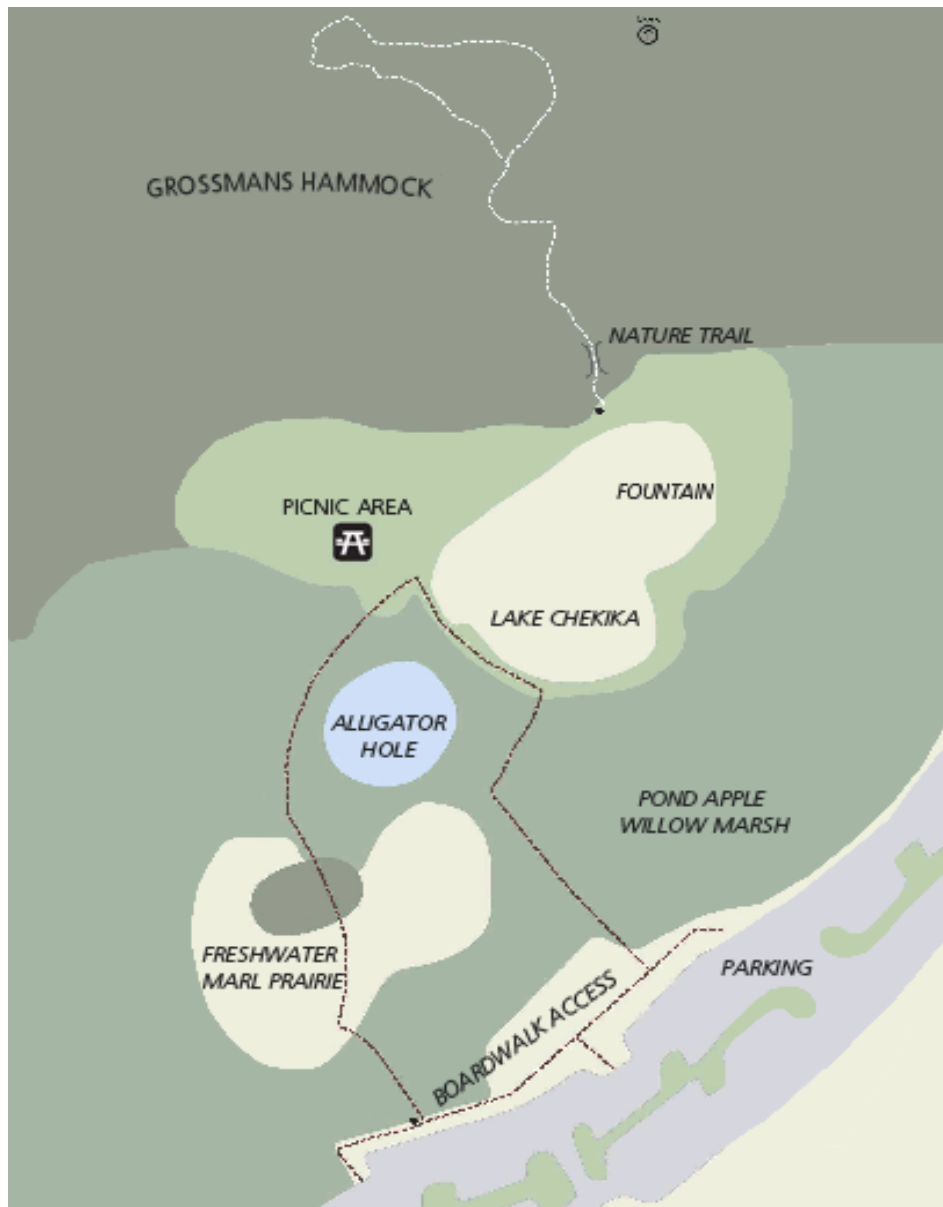 GROSSMANS HAMMOCK
NATURE TRAIL
FOUNTAIN
PICNIC AREA
LAKE CHEKIKA
ALLIGATOR
HOLE
POND APPLE
WILLOW MARSH
FRESHWATER
MARL PRAIRIE
PARKING
BOARDWALK ACCESS